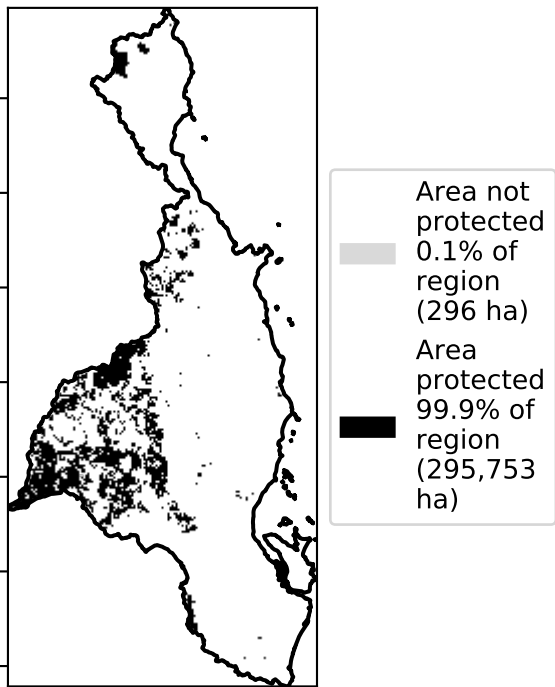 Area not
protected
0.1% of
region
(296 ha)
Area
protected
99.9% of
region
(295,753
ha)